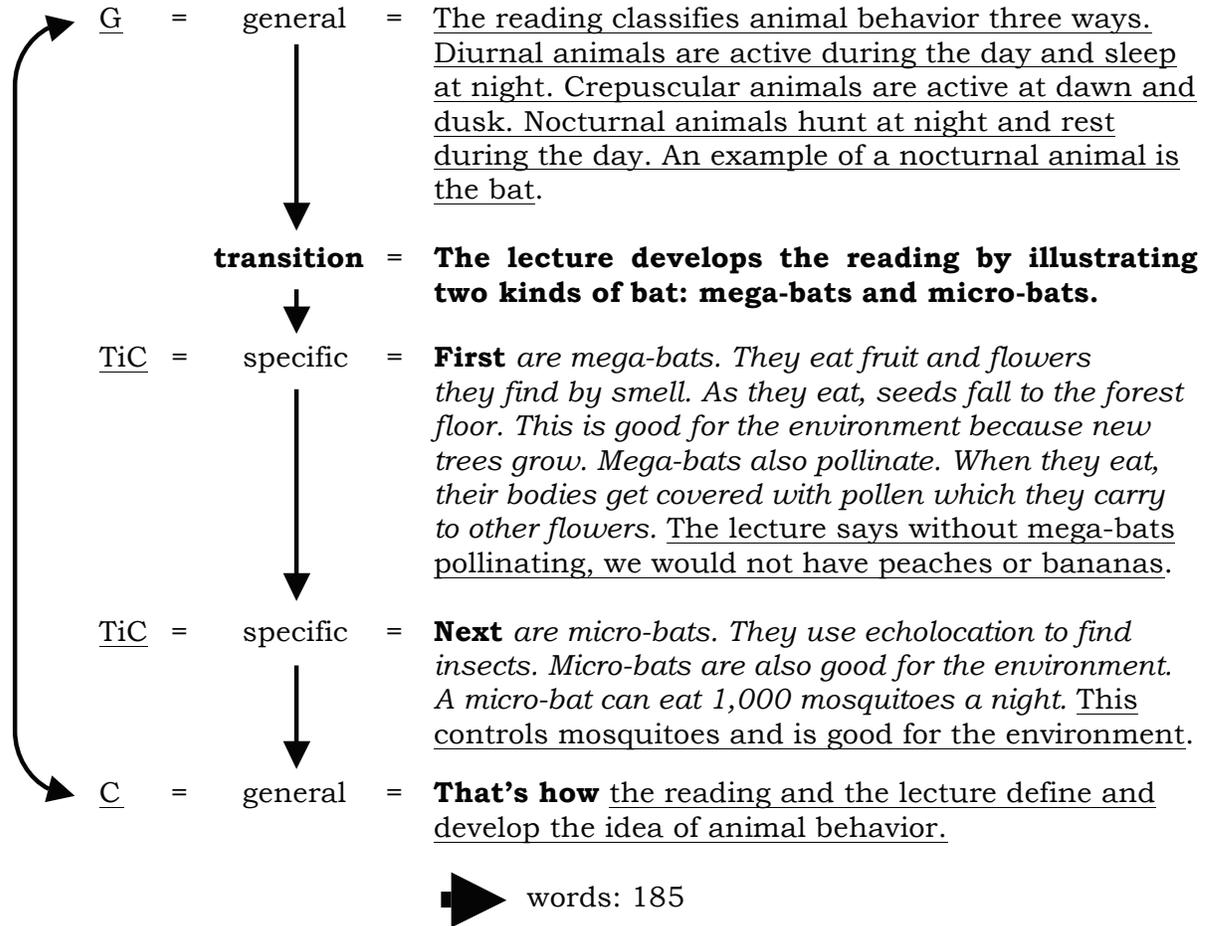 G = general = The reading classifies animal behavior three ways.
Diurnal animals are active during the day and sleep
at night. Crepuscular animals are active at dawn and
dusk. Nocturnal animals hunt at night and rest
during the day. An example of a nocturnal animal is
the bat.
transition = The lecture develops the reading by illustrating
two kinds of bat: mega-bats and micro-bats.
TiC = specific = First are mega-bats. They eat fruit and flowers
they find by smell. As they eat, seeds fall to the forest
floor. This is good for the environment because new
trees grow. Mega-bats also pollinate. When they eat,
their bodies get covered with pollen which they carry
to other flowers. The lecture says without mega-bats
pollinating, we would not have peaches or bananas.
TiC = specific = Next are micro-bats. They use echolocation to find
insects. Micro-bats are also good for the environment.
A micro-bat can eat 1,000 mosquitoes a night. This
controls mosquitoes and is good for the environment.
C = general = That's how the reading and the lecture define and
develop the idea of animal behavior.
words: 185